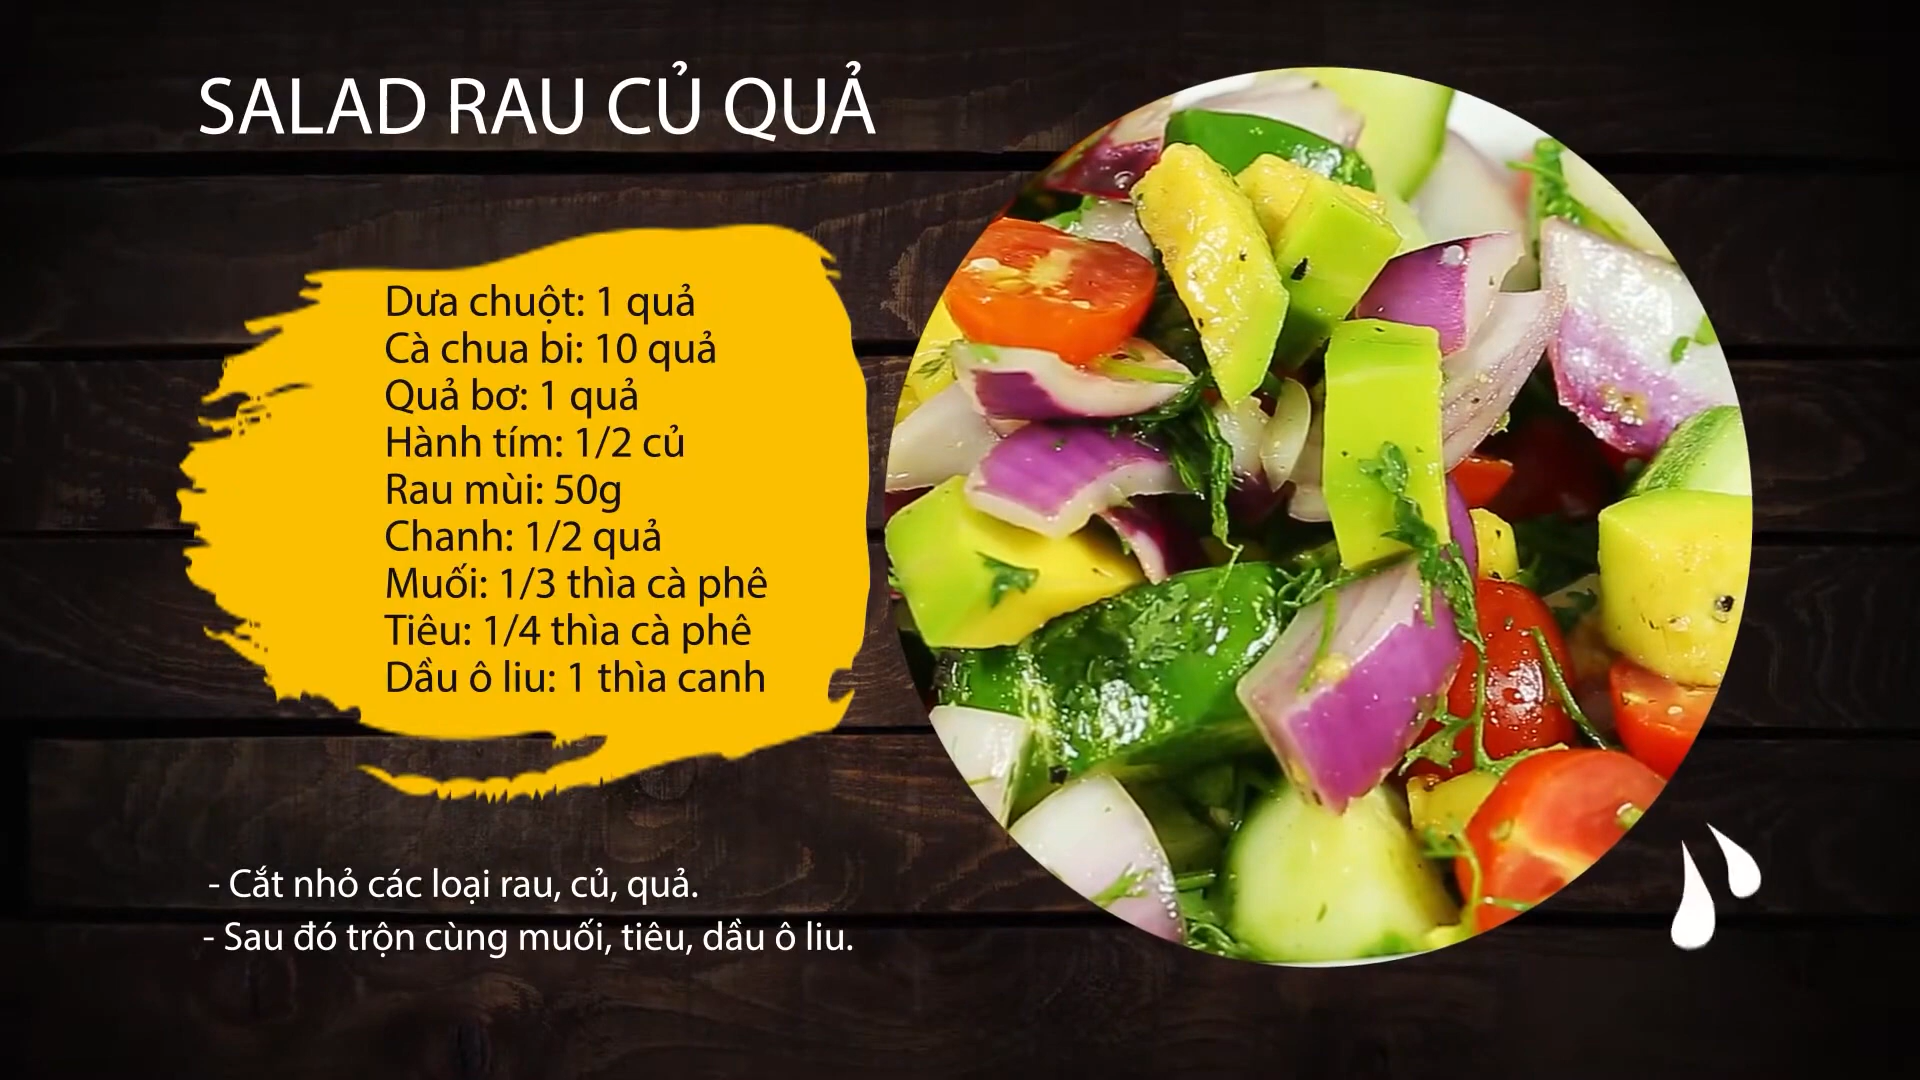 SALAD RAU CỦ QUẢ
Dưa chuột: 1 quả
Cà chua bi: 10 quả
Quả bơ: 1 quả
Hành tím: 1/2 củ
Rau mùi: 50g
Chanh: 1/2 quả
Muối: 1/3 thìa cà phê
Tiêu: 1/4 thìa cà phê
Dầu ô liu: 1 thìa canh
- Cắt nhỏ các loại rau, củ, quả.
- Sau đó trộn cùng muối, tiêu, dầu ô liu.